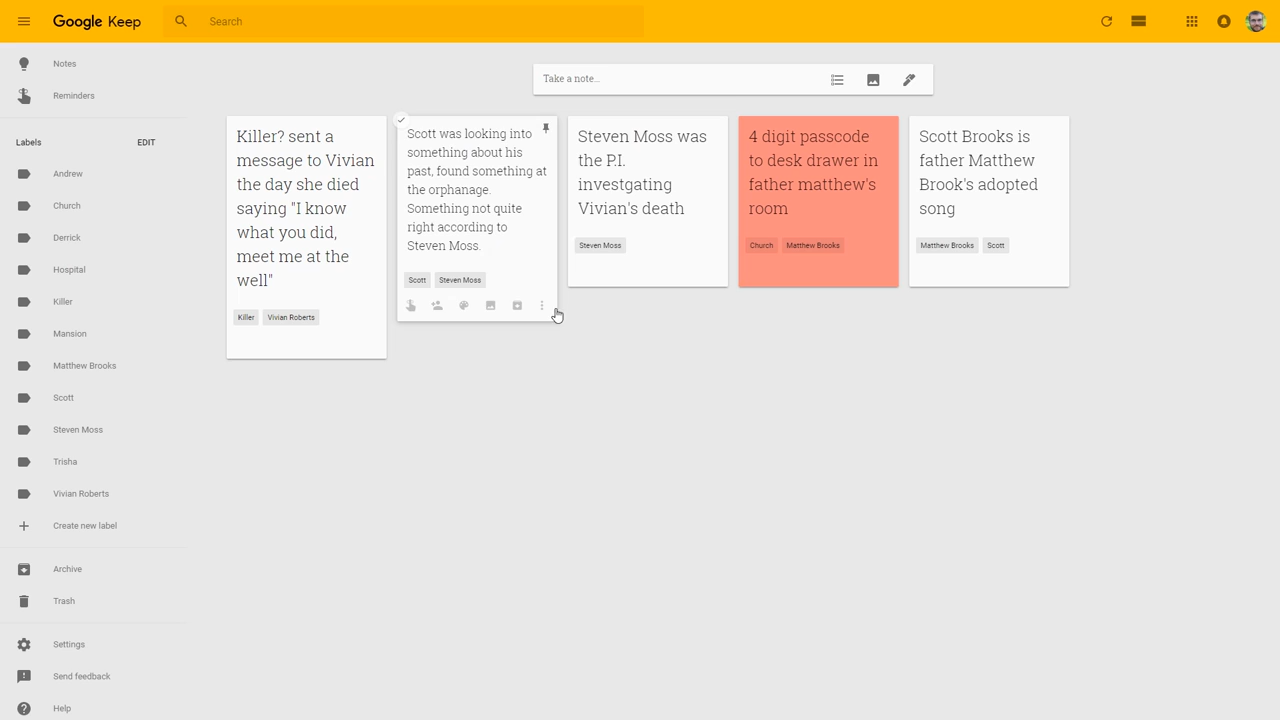 Google Keep
Search
Notes
Reminders
Labels
EDIT
Andrew
Church
Derrick
Hospital
Killer
Mansion
Matthew Brooks
Scott
Steven Moss
Trisha
Vivian Roberts
Create new label
Archive
Trash
Settings
Send feedback
Help
Take a note...
Killer? sent a
message to Vivian
the day she died
saying "I know
what you did,
meet me at the
well"
Killer
Vivian Roberts
Scott was looking into
something about his
past, found something at
the orphanage.
Something not quite
right according to
Steven Moss.
Scott
Steven Moss
Steven Moss was
the P.I.
investgating
Vivian's death
Steven Moss
4 digit passcode
to desk drawer in
father matthew's
room
Church
Matthew Brooks
Scott Brooks is
father Matthew
Brook's adopted
song
Matthew Brooks
Scott